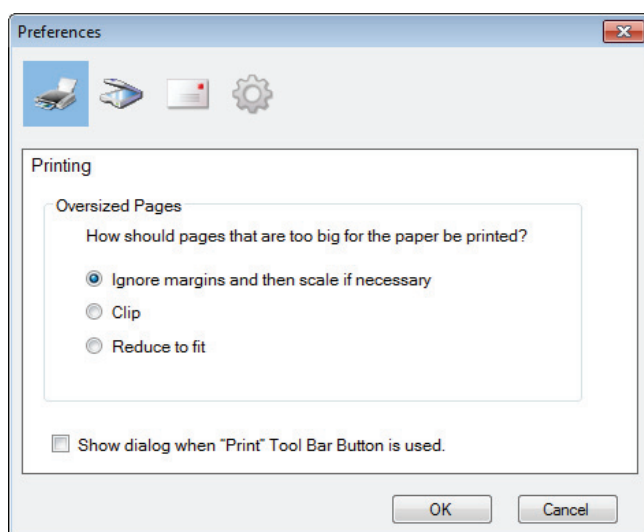 Preferences
Printing
Oversized Pages
How should pages that are too big for the paper be printed?
Ignore margins and then scale if necessary
Clip
Reduce to fit
Show dialog when "Print" Tool Bar Button is used.
OK Cancel